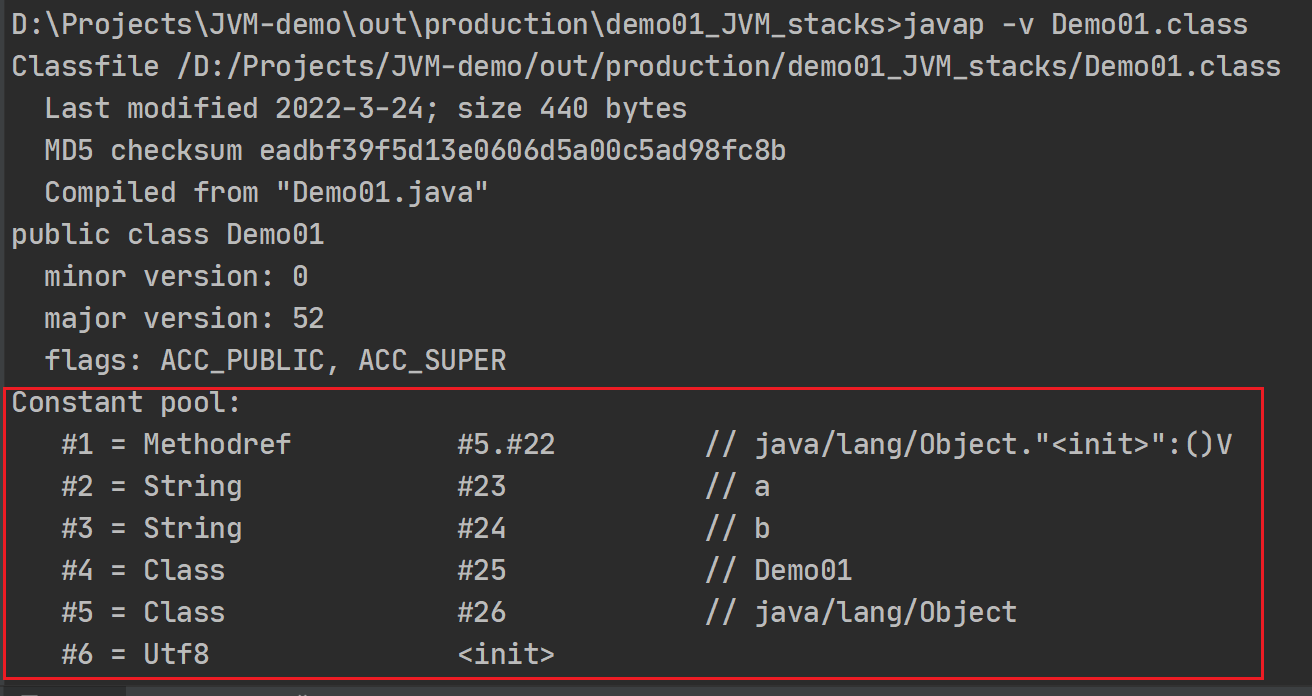 D:\Projects\JVM-demo\out\production\demo01_JVM_stacks>javap -v Demo01.class
Classfile /D:/Projects/JVM-demo/out/production/demo01_JVM_stacks/Demo01.class
  Last modified 2022-3-24; size 440 bytes
  MD5 checksum eadbf39f5d13e0606d5a00c5ad98fc8b
  Compiled from "Demo01.java"
public class Demo01
  minor version: 0
  major version: 52
  flags: ACC_PUBLIC, ACC_SUPER
Constant pool:
   #1 = Methodref          #5.#22         // java/lang/Object."<init>":()V
   #2 = String             #23            // a
   #3 = String             #24            // b
   #4 = Class              #25            // Demo01
   #5 = Class              #26            // java/lang/Object
   #6 = Utf8               <init>